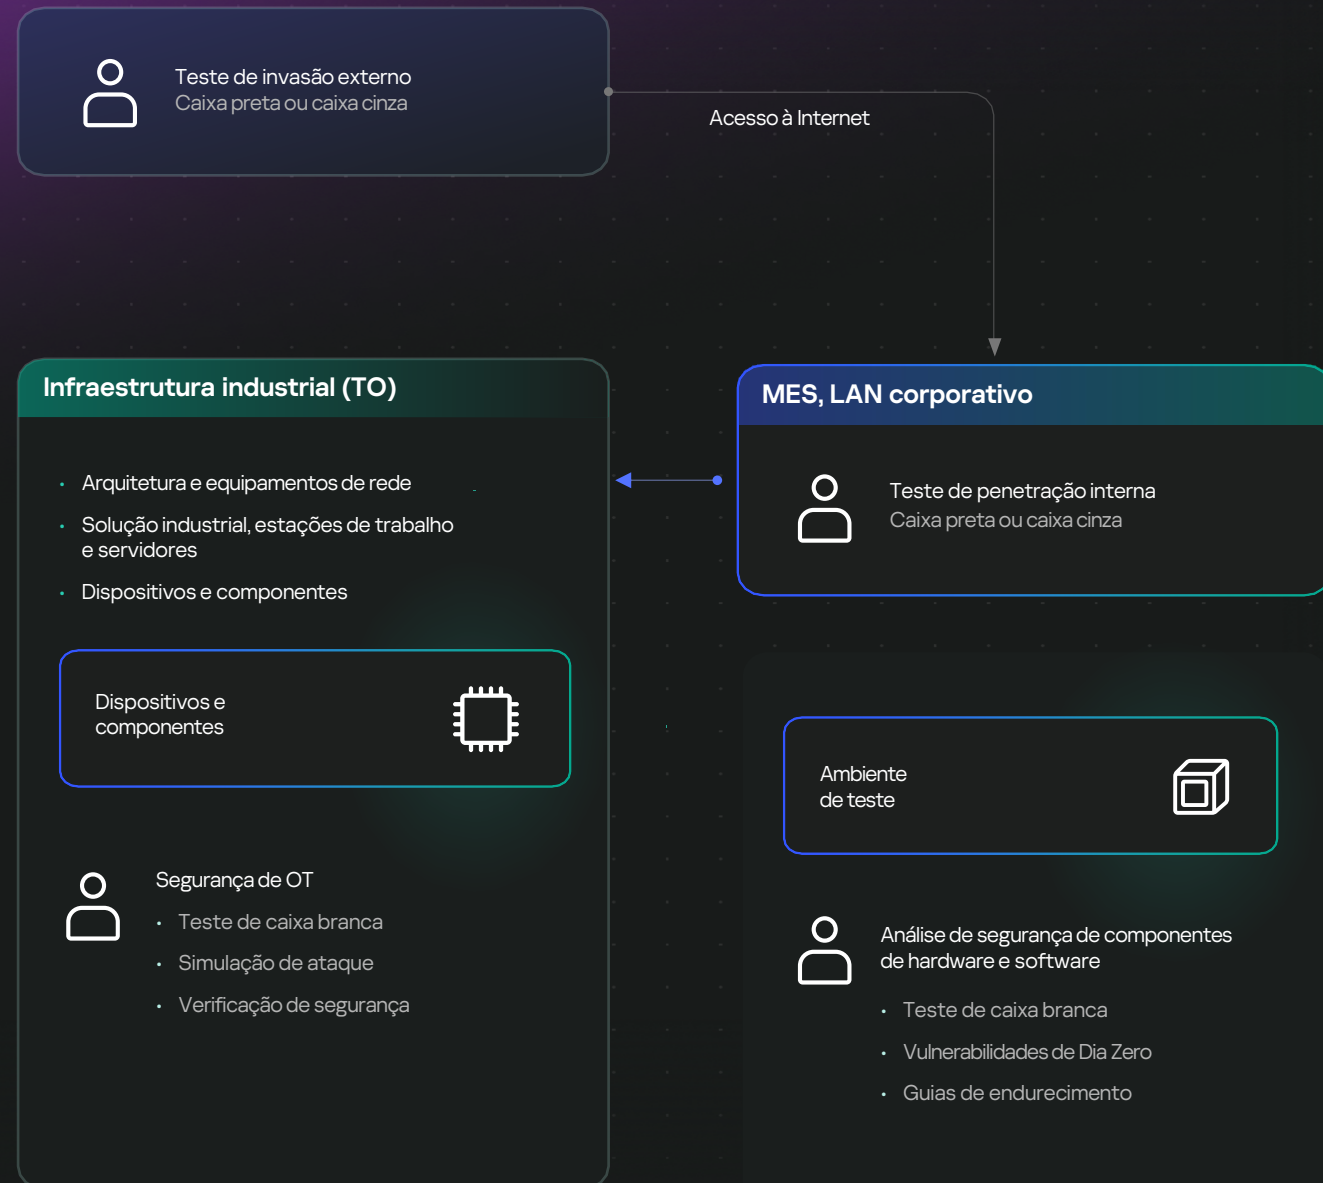 Teste de invasão externo
Caixa preta ou caixa cinza
Acesso à Internet
Infraestrutura industrial (TO)
• Arquitetura e equipamentos de rede
• Solução industrial, estações de trabalho
e servidores
• Dispositivos e componentes
Dispositivos e
componentes
Segurança de OT
• Teste de caixa branca
• Simulação de ataque
• Verificação de segurança
MES, LAN corporativo
Teste de penetração interna
Caixa preta ou caixa cinza
Ambiente
de teste
Análise de segurança de componentes
de hardware e software
• Teste de caixa branca
• Vulnerabilidades de Dia Zero
• Guias de endurecimento